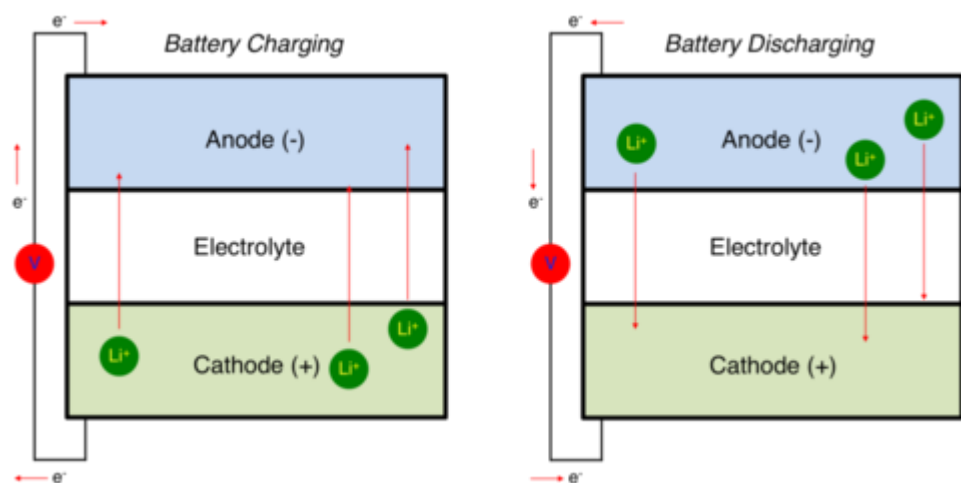 e⁻
Battery Charging
Anode (-)
e⁻
Electrolyte
V
Li⁺
Li⁺
Cathode (+)
Li⁺
e⁻
e⁻
Battery Discharging
Li⁺
Li⁺
Anode (-)
Li⁺
e⁻
Electrolyte
V
Cathode (+)
e⁻